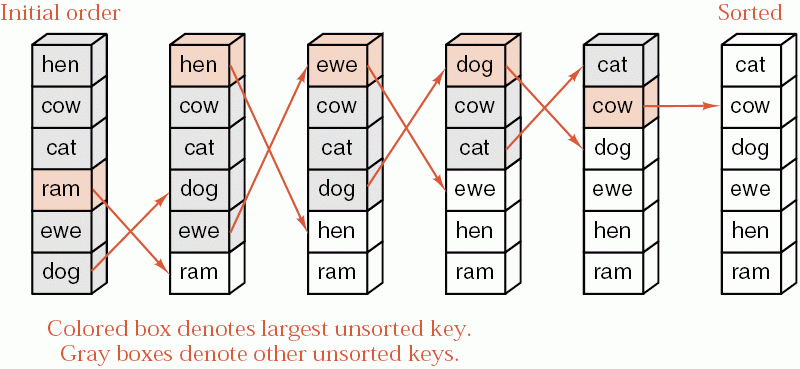 Initial order
Sorted
hen hen ewe dog cat cat
cow cow cow cow cow cow
cat cat cat cat dog dog
ram dog dog ewe ewe ewe
ewe ewe hen hen hen hen
dog ram ram ram ram ram
Colored box denotes largest unsorted key.
Gray boxes denote other unsorted keys.